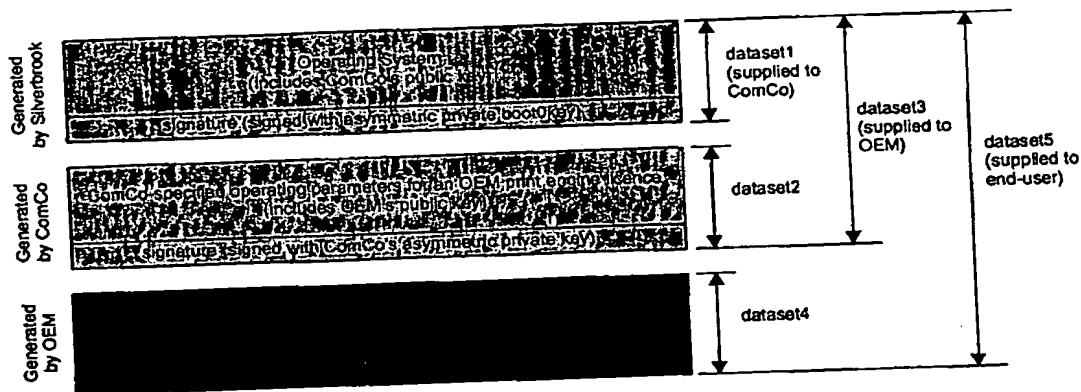 Generated
by Silverbrook
Operating System
(includes ComCo's public key)
signature (signed with asymmetric private boot0key)
dataset1
(supplied to
ComCo)
dataset3
(supplied to
OEM)
dataset5
(supplied to
end-user)
Generated
by ComCo
ComCo specified operating parameters for an OEM print engine licence
(includes OEM's public key)
signature (signed with ComCo's asymmetric private key)
dataset2
Generated
by OEM
dataset4